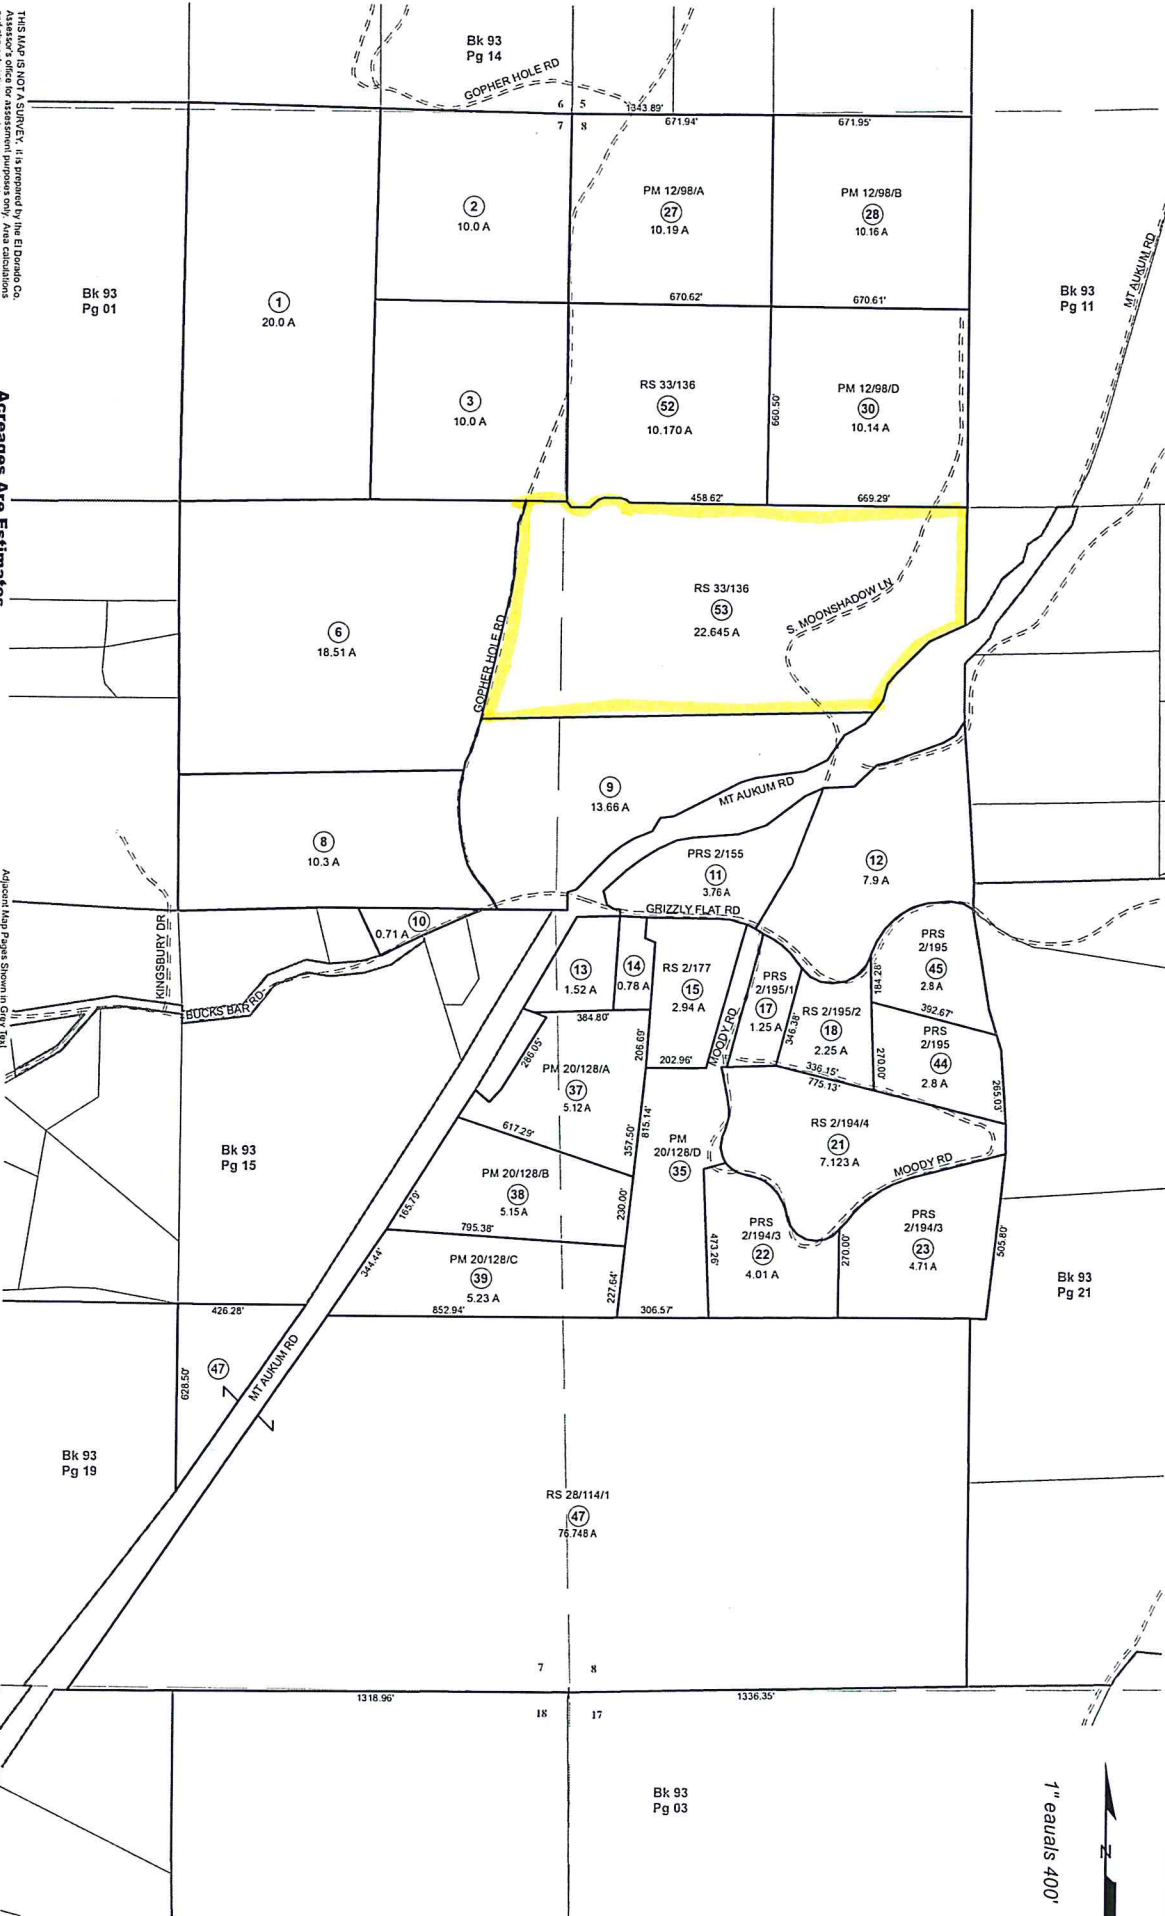 Bk 93
Pg 14
GOPHER HOLE RD
6 5
7 8
1343.89'
671.94'
671.95'
2
10.0 A
PM 12/98/A
27
10.19 A
PM 12/98/B
28
10.16 A
MT AUKUM RD
Bk 93
Pg 01
1
20.0 A
670.62'
670.61'
Bk 93
Pg 11
3
10.0 A
RS 33/136
52
10.170 A
660.50'
PM 12/98/D
30
10.14 A
458.62'
669.29'
RS 33/136
53
22.645 A
S. MOONSHADOW LN
6
18.51 A
GOPHER HOLE RD
9
13.66 A
MT AUKUM RD
8
10.3 A
PRS 2/155
11
3.76 A
12
7.9 A
GRIZZLY FLAT RD
10
0.71 A
KINGSBURY DR
BUCKS BAR RD
13
1.52 A
14
0.78 A
RS 2/177
15
2.94 A
MOODY RD
PRS
2/195/1
17
1.25 A
346.38'
RS 2/195/2
18
2.25 A
184.28'
PRS
2/195
45
2.8 A
392.67'
PRS
2/195
44
2.8 A
270.00'
265.03'
384.80'
286.05'
206.69'
202.96'
336.15'
775.13'
PM 20/128/A
37
5.12 A
617.29'
357.50'
815.14'
PM
20/128/D
35
RS 2/194/4
21
7.123 A
MOODY RD
Bk 93
Pg 15
PM 20/128/B
38
5.15 A
165.79'
230.00'
795.38'
PM 20/128/C
39
5.23 A
344.44'
227.64'
473.26'
PRS
2/194/3
22
4.01 A
270.00'
PRS
2/194/3
23
4.71 A
505.80'
Bk 93
Pg 21
426.28'
852.94'
306.57'
628.50'
47
MT AUKUM RD
Bk 93
Pg 19
RS 28/114/1
47
76.748 A
7 8
1318.96'
1336.35'
18 17
Bk 93
Pg 03
1" eauals 400'
N
THIS MAP IS NOT A SURVEY. It is prepared by the El Dorado Co.
Assessor's office for assessment purposes only. Area calculations
Acreages Are Estimates
Adjacent Map Pages Shown in Grey Text